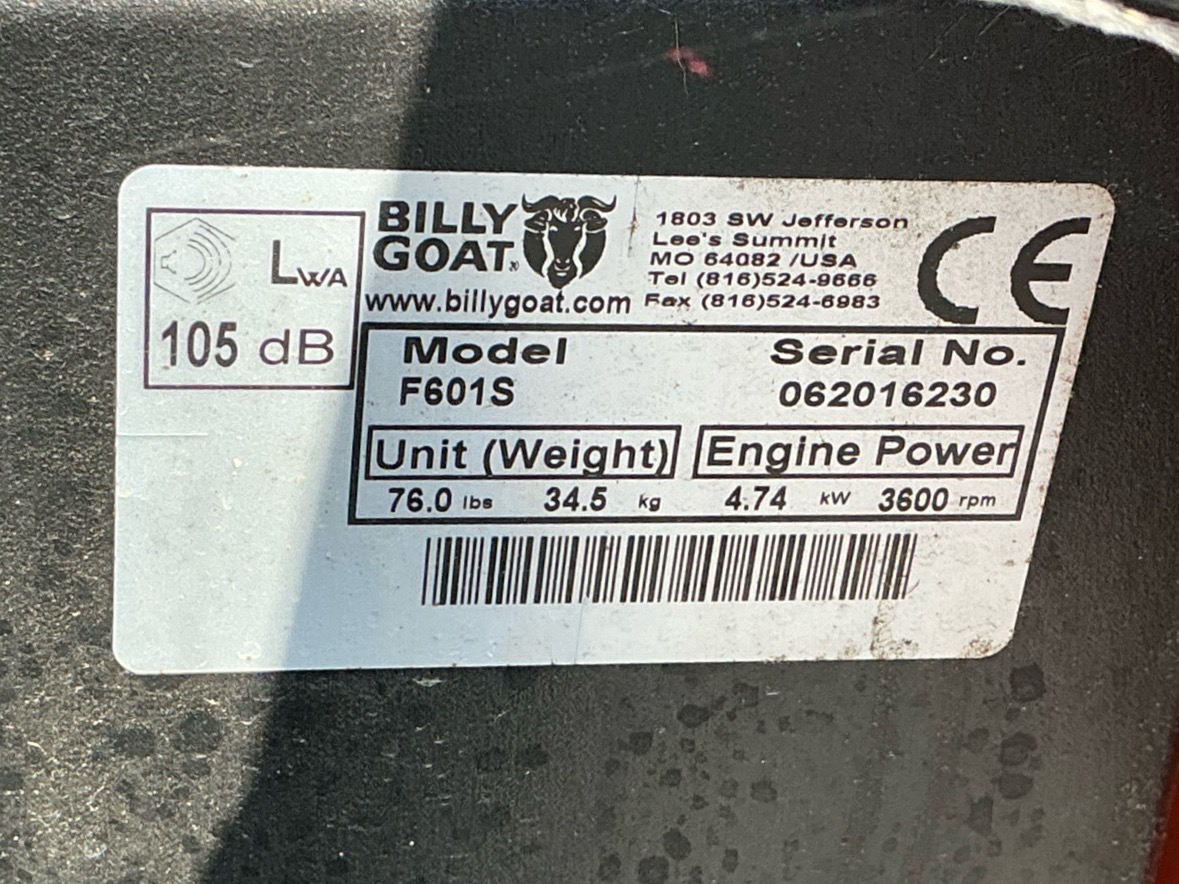 LWA
105 dB
BILLY
GOAT®
www.billygoat.com
1803 SW Jefferson
Lee's Summit
MO 64082 /USA
Tel (816)524-9666
Fax (816)524-6983
CE
Model Serial No.
F601S 062016230
Unit (Weight) Engine Power
76.0 lbs 34.5 kg 4.74 kW 3600 rpm